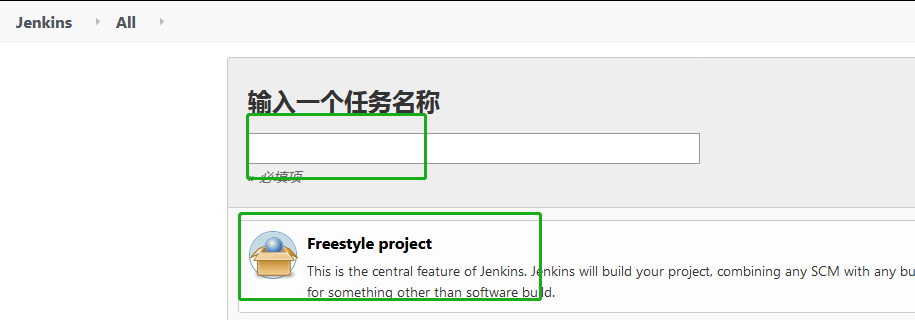 Jenkins All
输入一个任务名称
» 必填项
Freestyle project
This is the central feature of Jenkins. Jenkins will build your project, combining any SCM with any bu
for something other than software build.